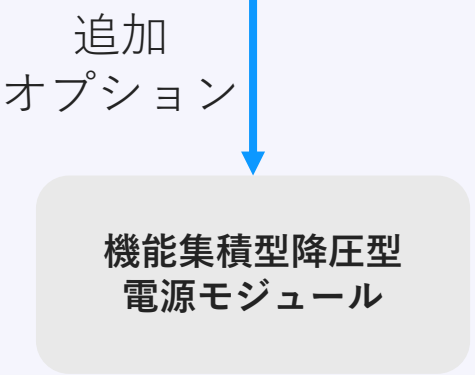 追加
オプション
機能集積型降圧型
電源モジュール